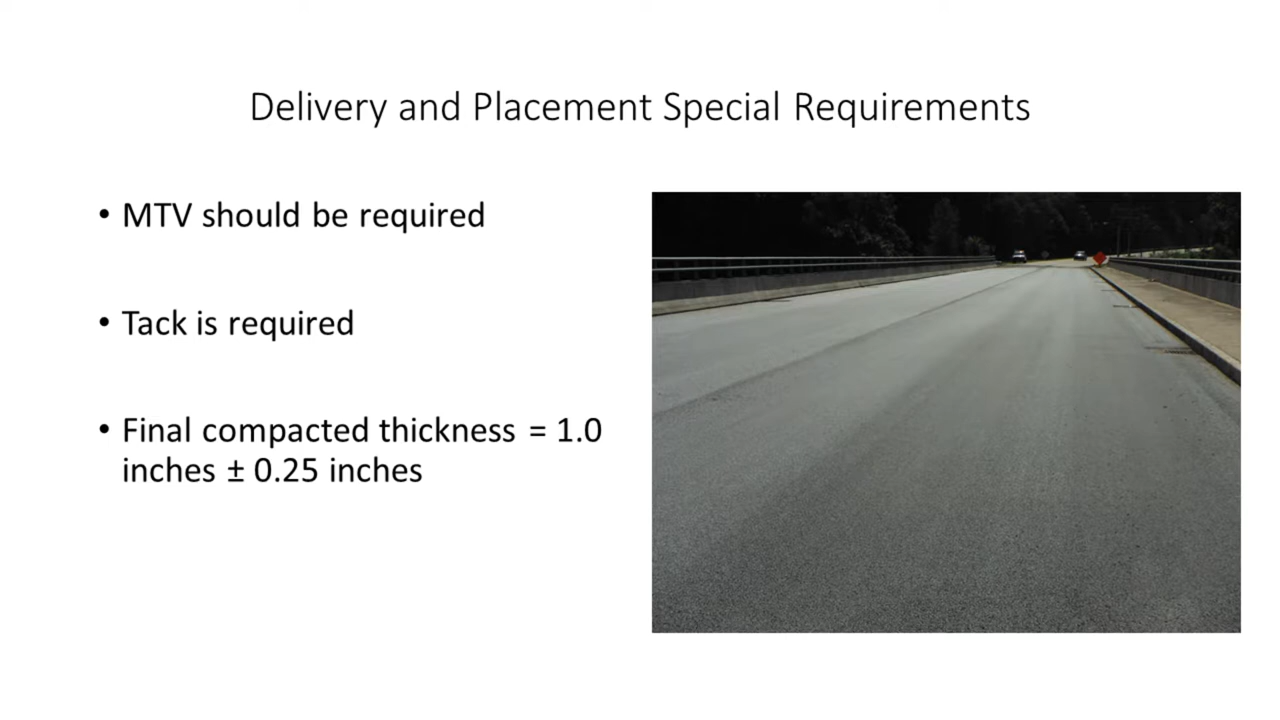 Delivery and Placement Special Requirements
• MTV should be required
• Tack is required
• Final compacted thickness = 1.0
inches ± 0.25 inches